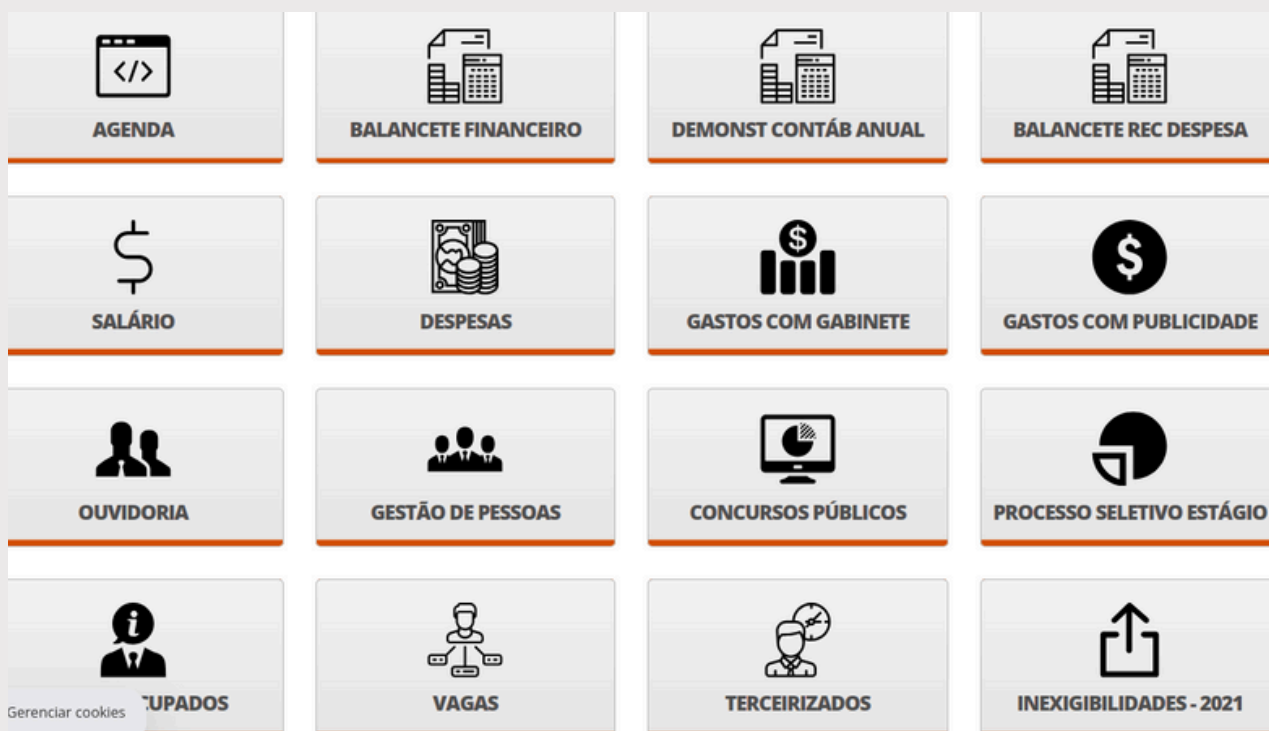 AGENDA
BALANCETE FINANCEIRO
DEMONST CONTÁB ANUAL
BALANCETE REC DESPESA
SALÁRIO
DESPESAS
GASTOS COM GABINETE
GASTOS COM PUBLICIDADE
OUVIDORIA
GESTÃO DE PESSOAS
CONCURSOS PÚBLICOS
PROCESSO SELETIVO ESTÁGIO
CUPADOS
VAGAS
TERCEIRIZADOS
INEXIGIBILIDADES - 2021
Gerenciar cookies